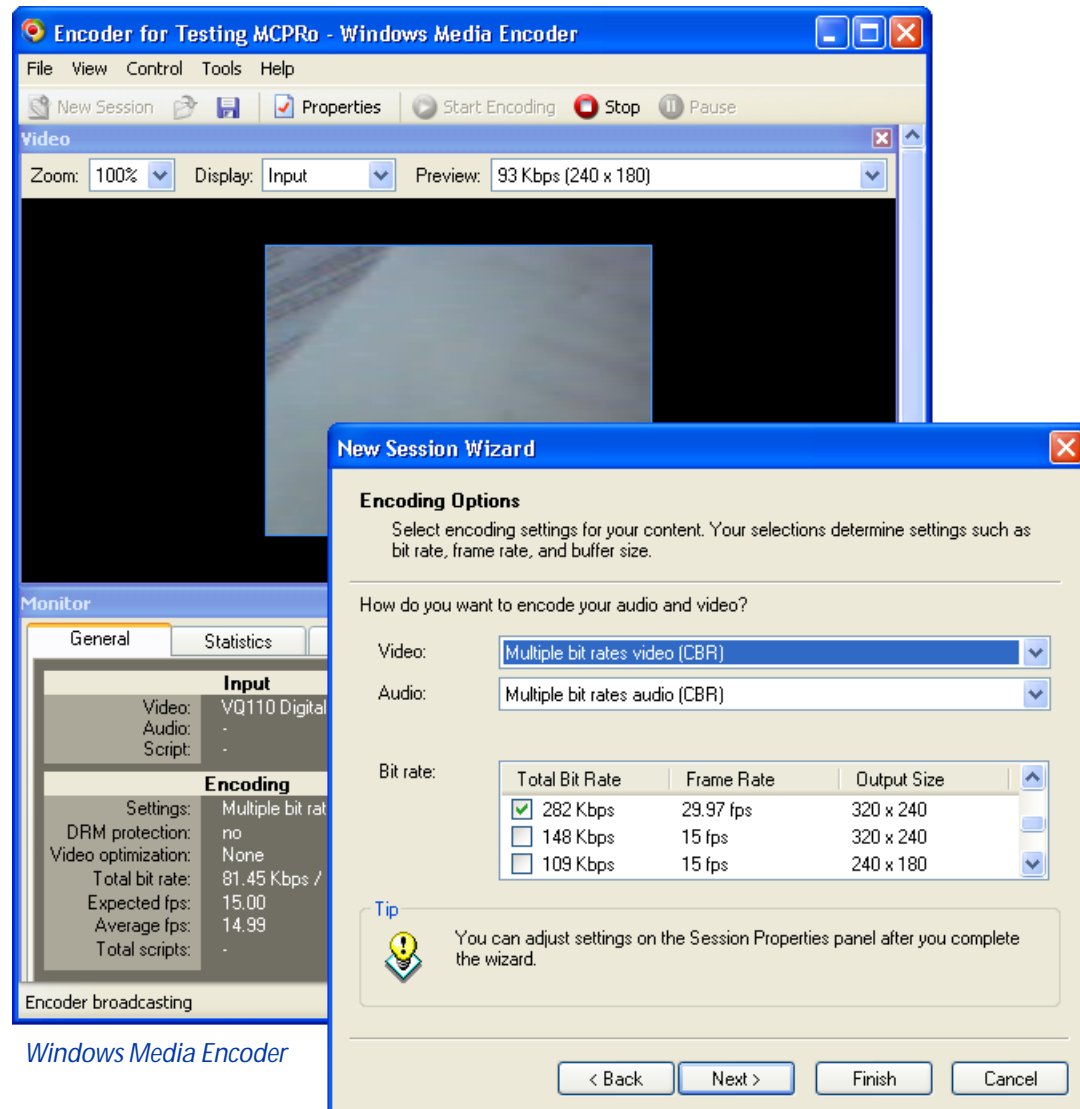 Encoder for Testing MCPRo - Windows Media Encoder
File View Control Tools Help
New Session Properties Start Encoding Stop Pause
Video
Zoom: 100% Display: Input Preview: 93 Kbps (240 x 180)
Monitor
General Statistics
Input
Video: VQ110 Digital
Audio: -
Script: -
Encoding
Settings: Multiple bit rat
DRM protection: no
Video optimization: None
Total bit rate: 81.45 Kbps /
Expected fps: 15.00
Average fps: 14.99
Total scripts: -
Encoder broadcasting
Windows Media Encoder
New Session Wizard
Encoding Options
Select encoding settings for your content. Your selections determine settings such as
bit rate, frame rate, and buffer size.
How do you want to encode your audio and video?
Video: Multiple bit rates video (CBR)
Audio: Multiple bit rates audio (CBR)
Bit rate:
Total Bit Rate Frame Rate Output Size
282 Kbps 29.97 fps 320 x 240
148 Kbps 15 fps 320 x 240
109 Kbps 15 fps 240 x 180
Tip
You can adjust settings on the Session Properties panel after you complete
the wizard.
< Back Next > Finish Cancel